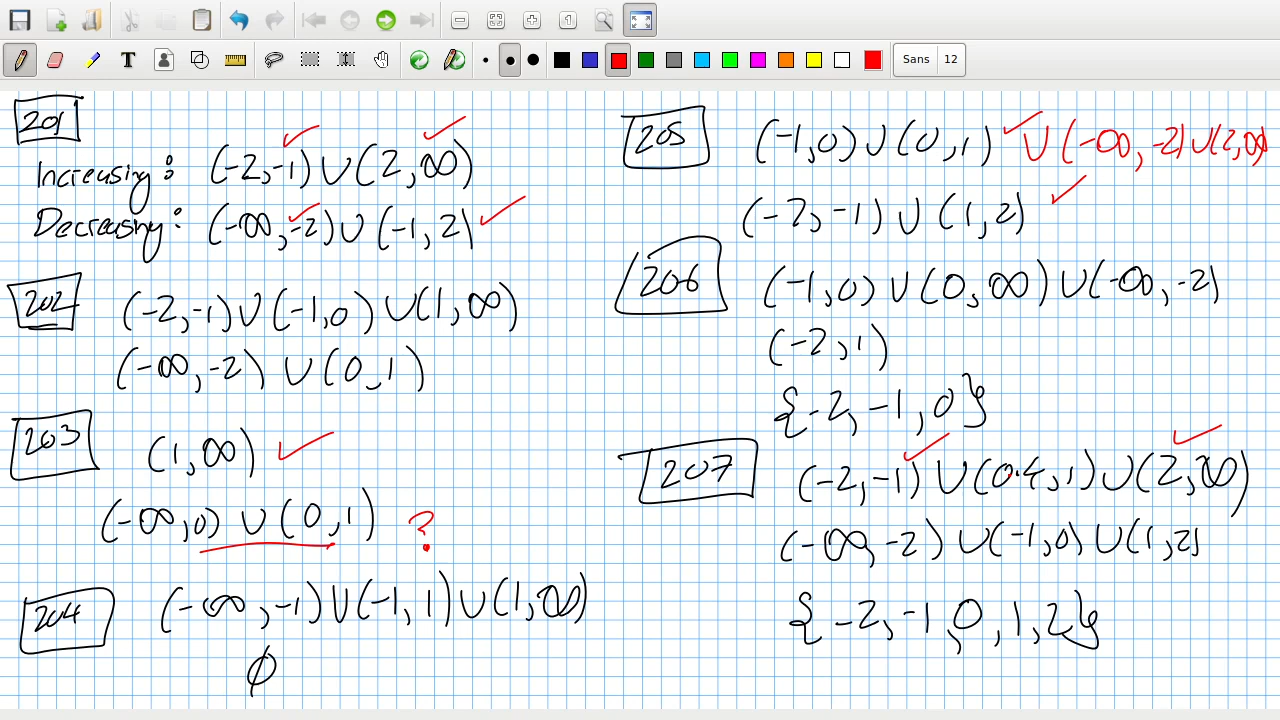 T
1
Sans 12
201
Increasing: (-2,-1) ∪ (2,∞)
Decreasing: (-∞,-2) ∪ (-1,2)
202 (-2,-1) ∪ (-1,0) ∪ (1,∞)
(-∞,-2) ∪ (0,1)
203 (1,∞)
(-∞,0) ∪ (0,1) ?
204 (-∞,-1) ∪ (-1,1) ∪ (1,∞)
∅
205 (-1,0) ∪ (0,1) ∪ (-∞,-2) ∪ (2,∞)
(-2,-1) ∪ (1,2)
206 (-1,0) ∪ (0,∞) ∪ (-∞,-2)
(-2,1)
{-2,-1,0}
207 (-2,-1) ∪ (0.4,1) ∪ (2,∞)
(-∞,-2) ∪ (-1,0) ∪ (1,2)
{-2,-1,0,1,2}